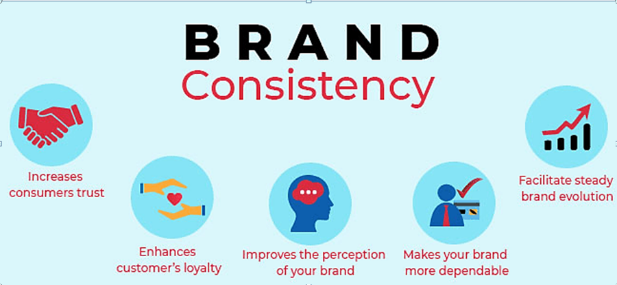 BRAND
Consistency
Increases
consumers trust
Enhances
customer's loyalty
Improves the perception
of your brand
Makes your brand
more dependable
Facilitate steady
brand evolution